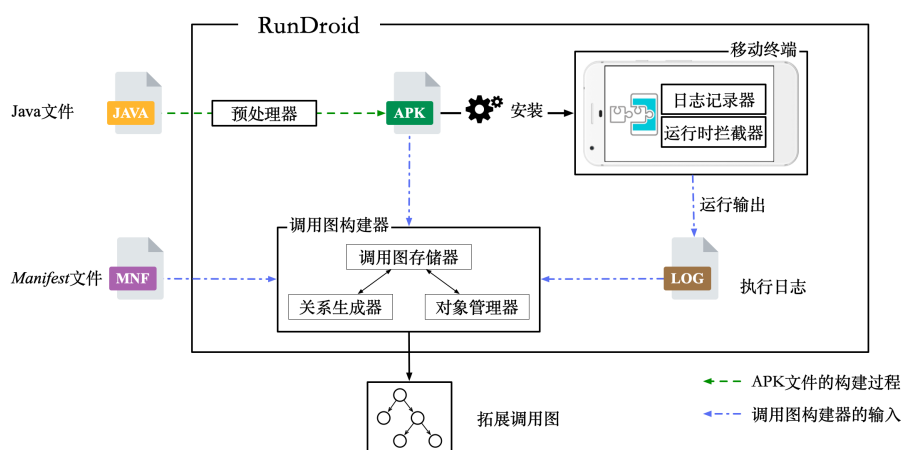 RunDroid
移动终端
Java文件
JAVA
预处理器
APK
安装
日志记录器
运行时拦截器
运行输出
调用图构建器
调用图存储器
Manifest文件
MNF
关系生成器
对象管理器
LOG
执行日志
APK文件的构建过程
拓展调用图
调用图构建器的输入